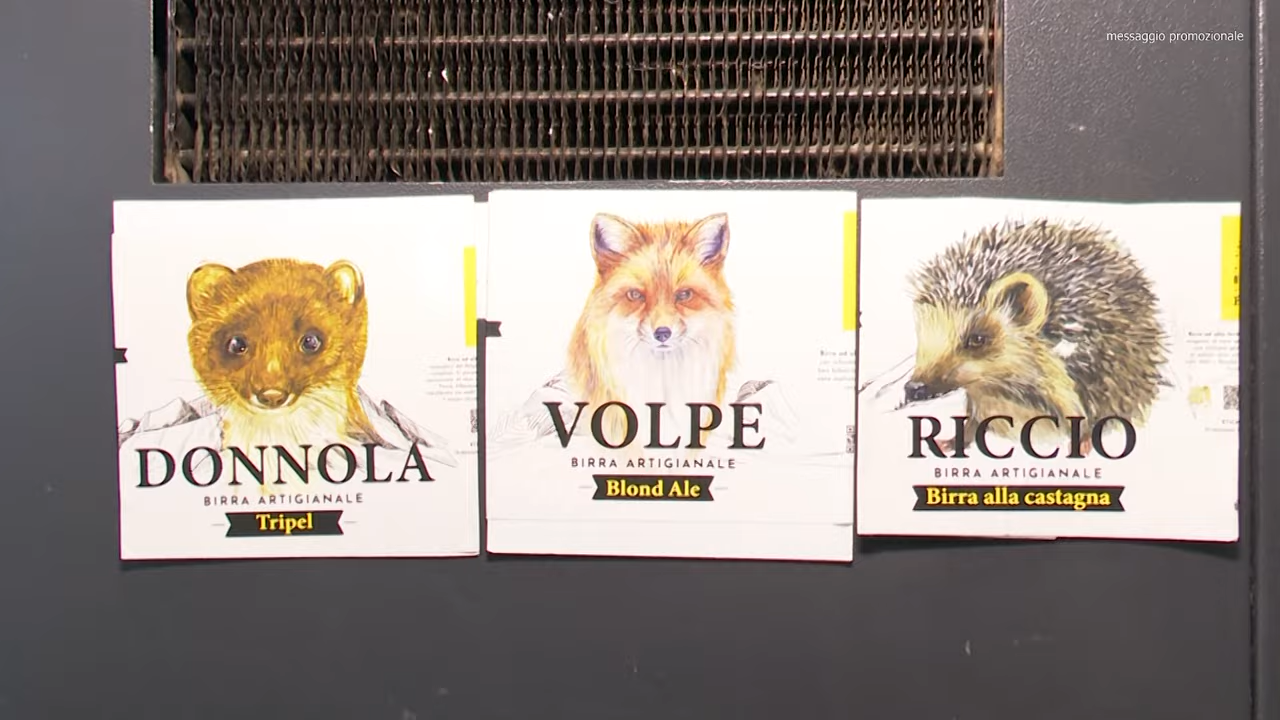 messaggio promozionale
DONNOLA
BIRRA ARTIGIANALE
Tripel
VOLPE
BIRRA ARTIGIANALE
Blond Ale
RICCIO
BIRRA ARTIGIANALE
Birra alla castagna